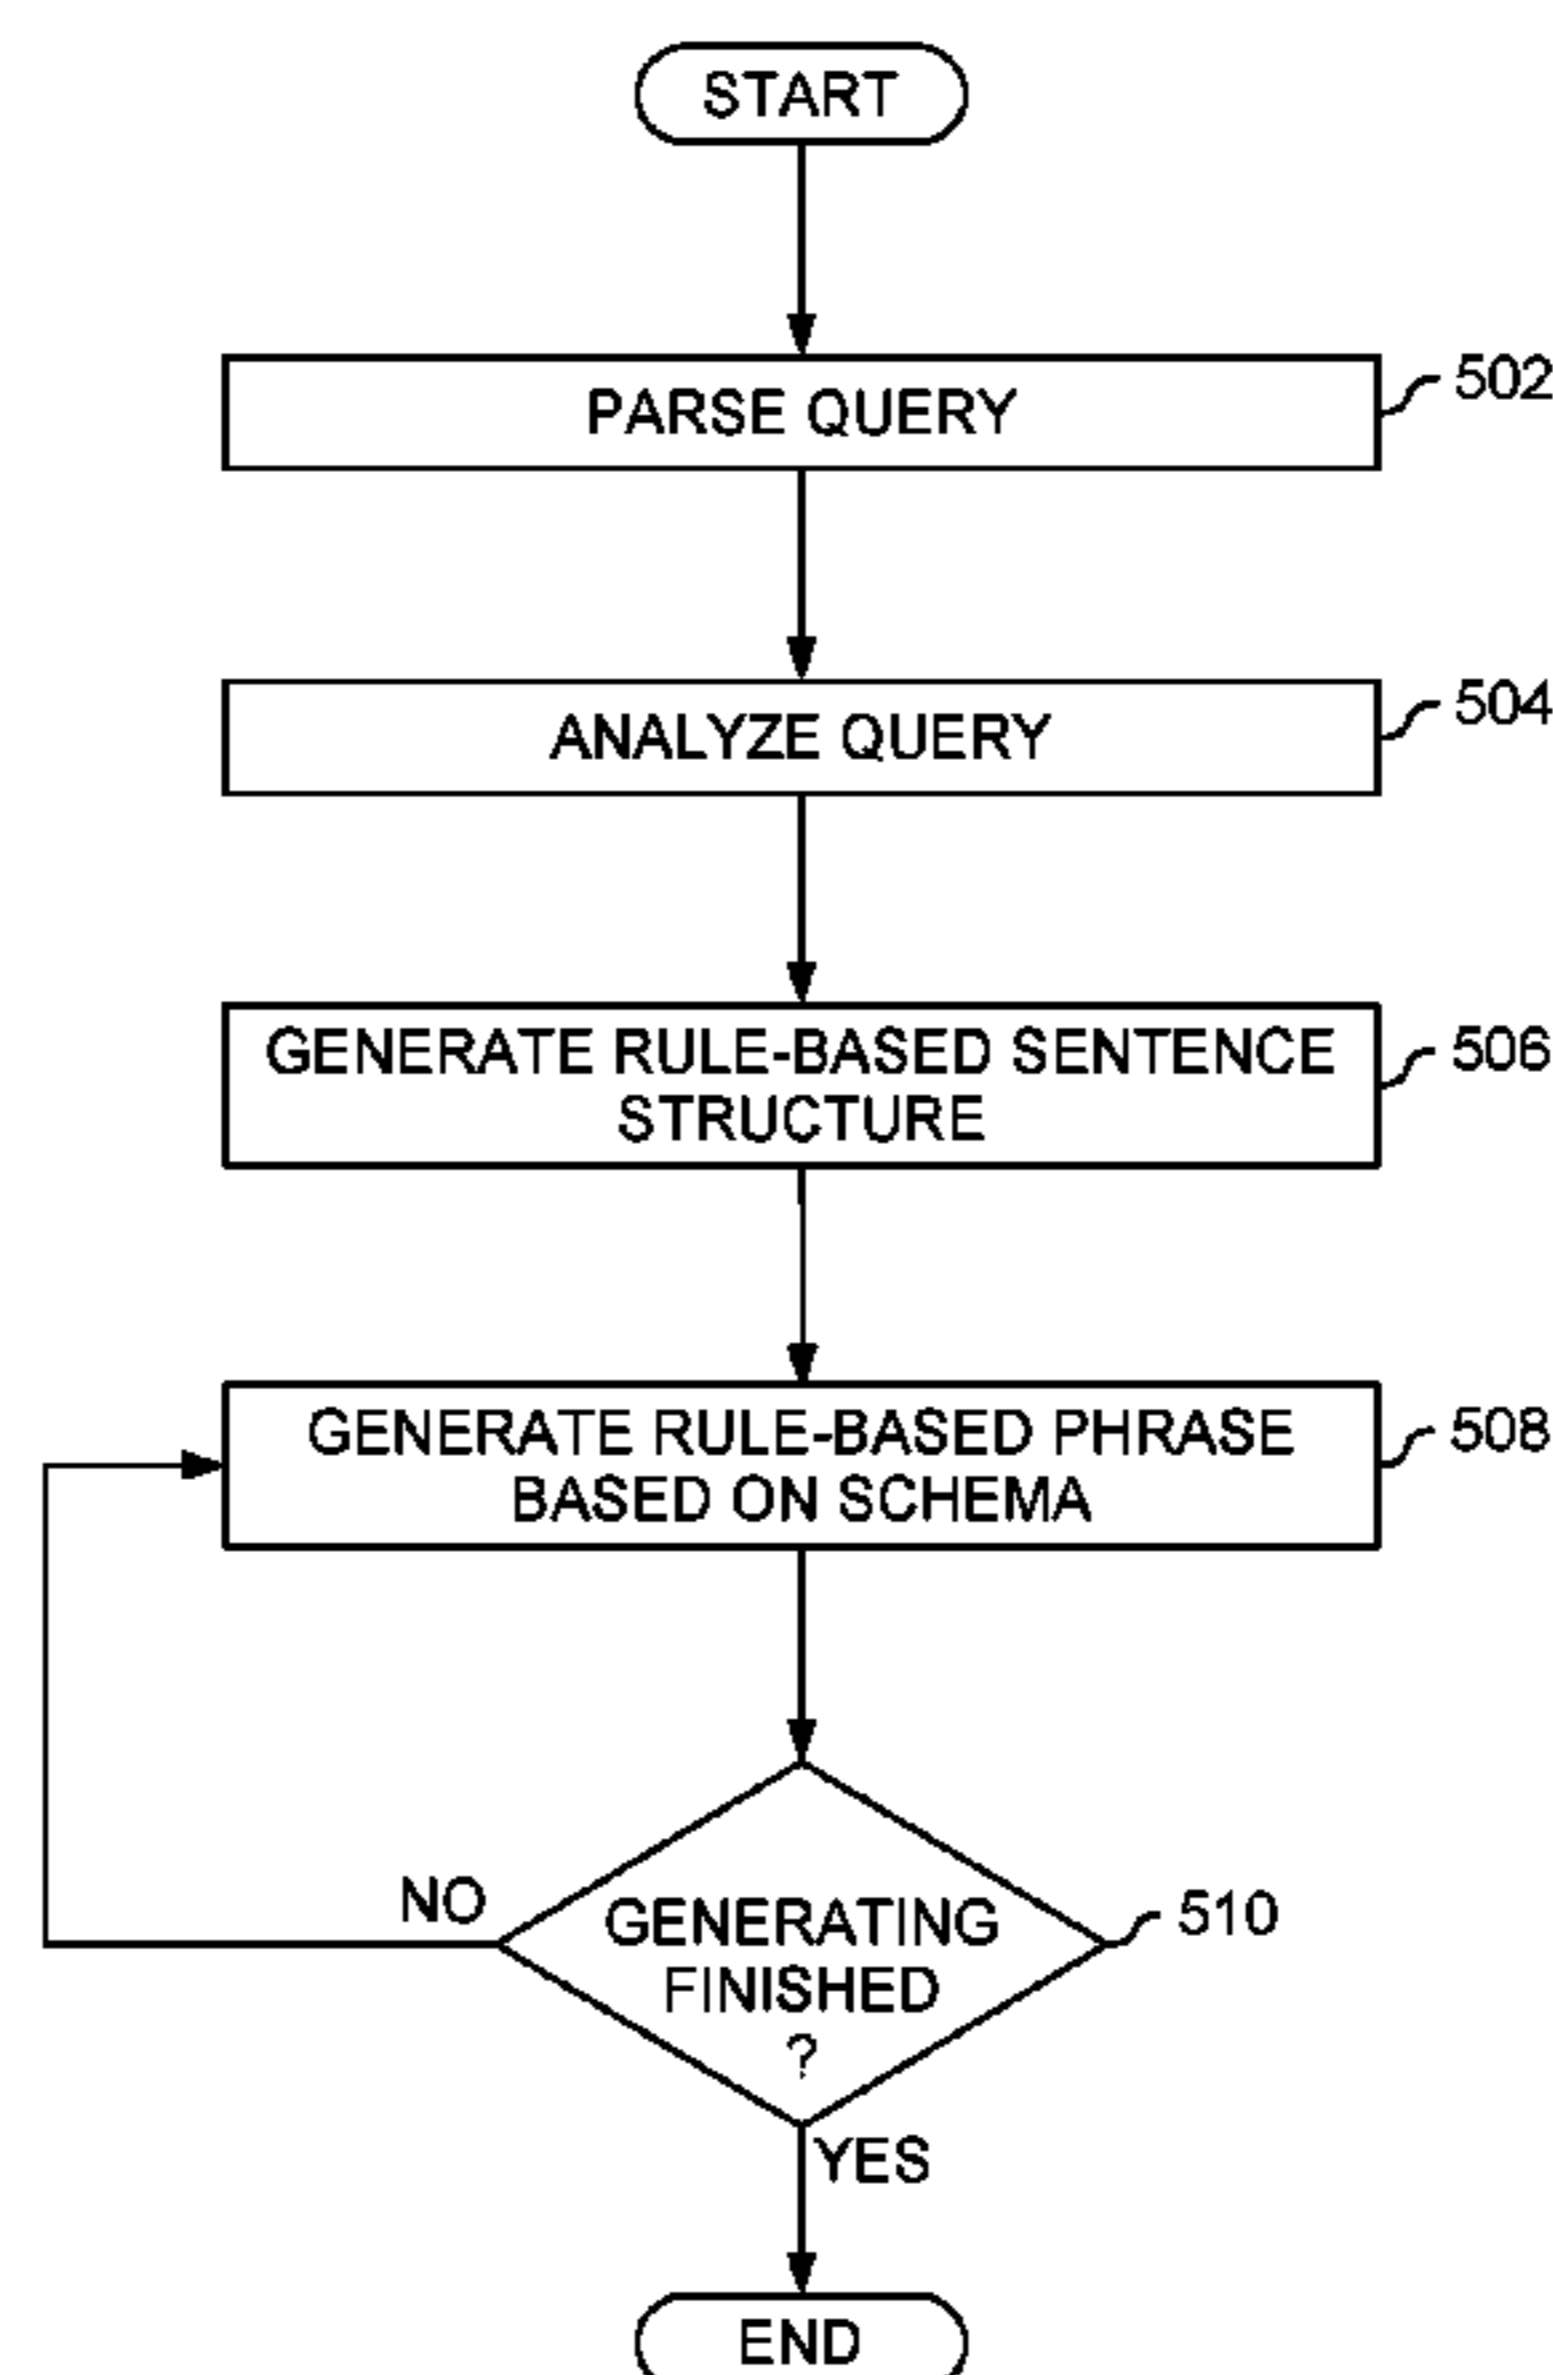 START
PARSE QUERY
502
ANALYZE QUERY
504
GENERATE RULE-BASED SENTENCE
STRUCTURE
506
GENERATE RULE-BASED PHRASE
BASED ON SCHEMA
508
NO
GENERATING
FINISHED
?
510
YES
END